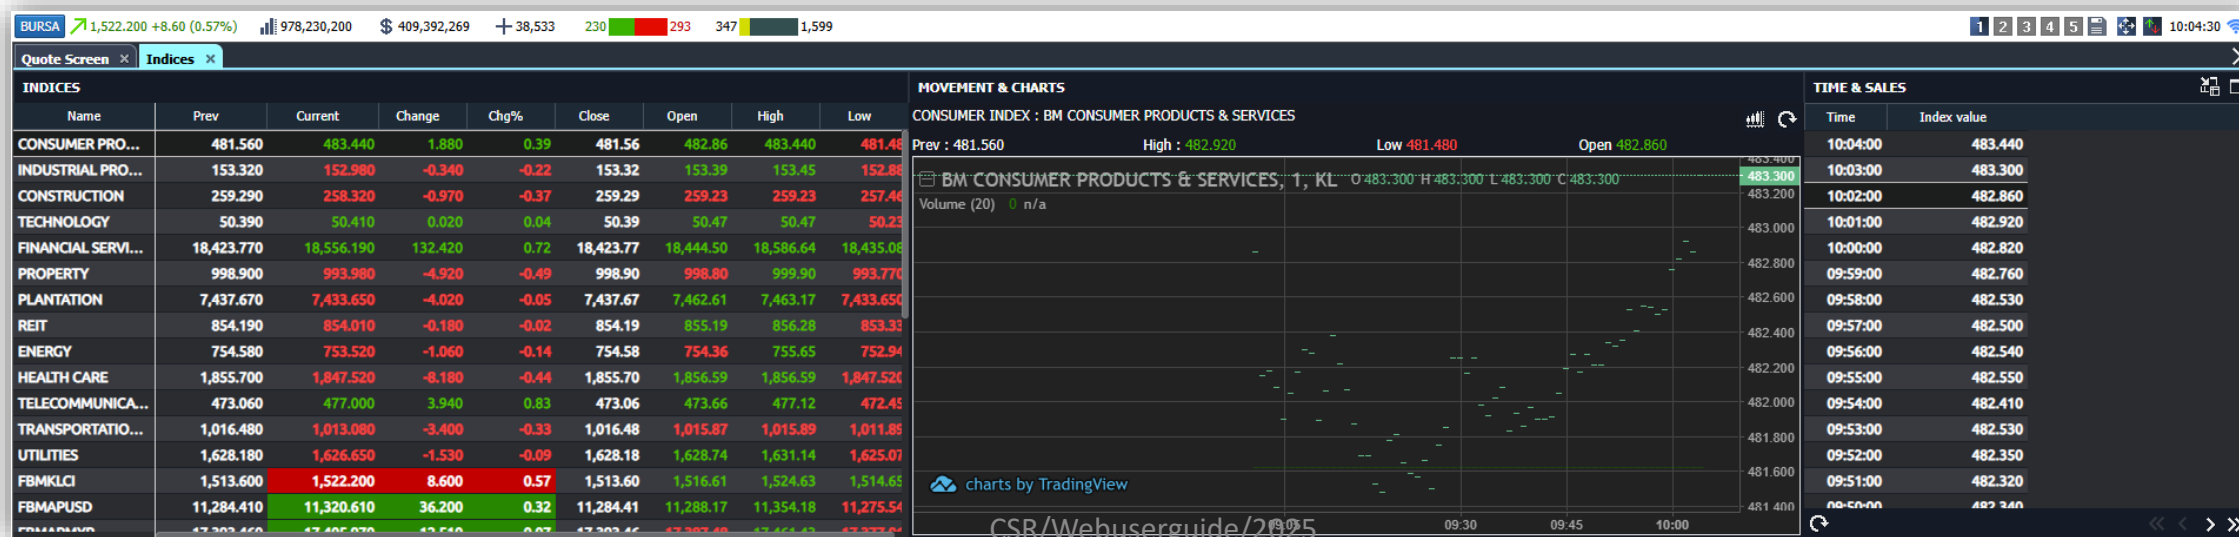 BURSA 1,522.200 +8.60 (0.57%) 978,230,200 $ 409,392,269 38,533 230 293 347 1,599 1 2 3 4 5 10:04:30
Quote Screen × Indices ×
INDICES
Name Prev Current Change Chg% Close Open High Low
CONSUMER PRO... 481.560 483.440 1.880 0.39 481.56 482.86 483.440 481.48
INDUSTRIAL PRO... 153.320 152.980 -0.340 -0.22 153.32 153.39 153.45 152.88
CONSTRUCTION 259.290 258.320 -0.970 -0.37 259.29 259.23 259.23 257.46
TECHNOLOGY 50.390 50.410 0.020 0.04 50.39 50.47 50.47 50.23
FINANCIAL SERVI... 18,423.770 18,556.190 132.420 0.72 18,423.77 18,444.50 18,586.64 18,435.08
PROPERTY 998.900 993.980 -4.920 -0.49 998.90 998.80 999.90 993.770
PLANTATION 7,437.670 7,433.650 -4.020 -0.05 7,437.67 7,462.61 7,463.17 7,433.650
REIT 854.190 854.010 -0.180 -0.02 854.19 855.19 856.28 853.33
ENERGY 754.580 753.520 -1.060 -0.14 754.58 754.36 755.65 752.94
HEALTH CARE 1,855.700 1,847.520 -8.180 -0.44 1,855.70 1,856.59 1,856.59 1,847.520
TELECOMMUNICA... 473.060 477.000 3.940 0.83 473.06 473.66 477.12 472.45
TRANSPORTATIO... 1,016.480 1,013.080 -3.400 -0.33 1,016.48 1,015.87 1,015.89 1,011.89
UTILITIES 1,628.180 1,626.650 -1.530 -0.09 1,628.18 1,628.74 1,631.14 1,625.07
FBMKLCI 1,513.600 1,522.200 8.600 0.57 1,513.60 1,516.61 1,524.63 1,514.65
FBMAPUSD 11,284.410 11,320.610 36.200 0.32 11,284.41 11,288.17 11,354.18 11,275.54
MOVEMENT & CHARTS
CONSUMER INDEX : BM CONSUMER PRODUCTS & SERVICES
Prev : 481.560 High : 482.920 Low 481.480 Open 482.860
BM CONSUMER PRODUCTS & SERVICES, 1, KL O 483.300 H 483.300 L 483.300 C 483.300
Volume (20) 0 n/a
483.400
483.300
483.200
483.000
482.800
482.600
482.400
482.200
482.000
481.800
481.600
481.400
charts by TradingView
09:05 09:30 09:45 10:00
CSR/Webuserguide/2025
TIME & SALES
Time Index value
10:04:00 483.440
10:03:00 483.300
10:02:00 482.860
10:01:00 482.920
10:00:00 482.820
09:59:00 482.760
09:58:00 482.530
09:57:00 482.500
09:56:00 482.540
09:55:00 482.550
09:54:00 482.410
09:53:00 482.530
09:52:00 482.350
09:51:00 482.320
09:50:00 482.340